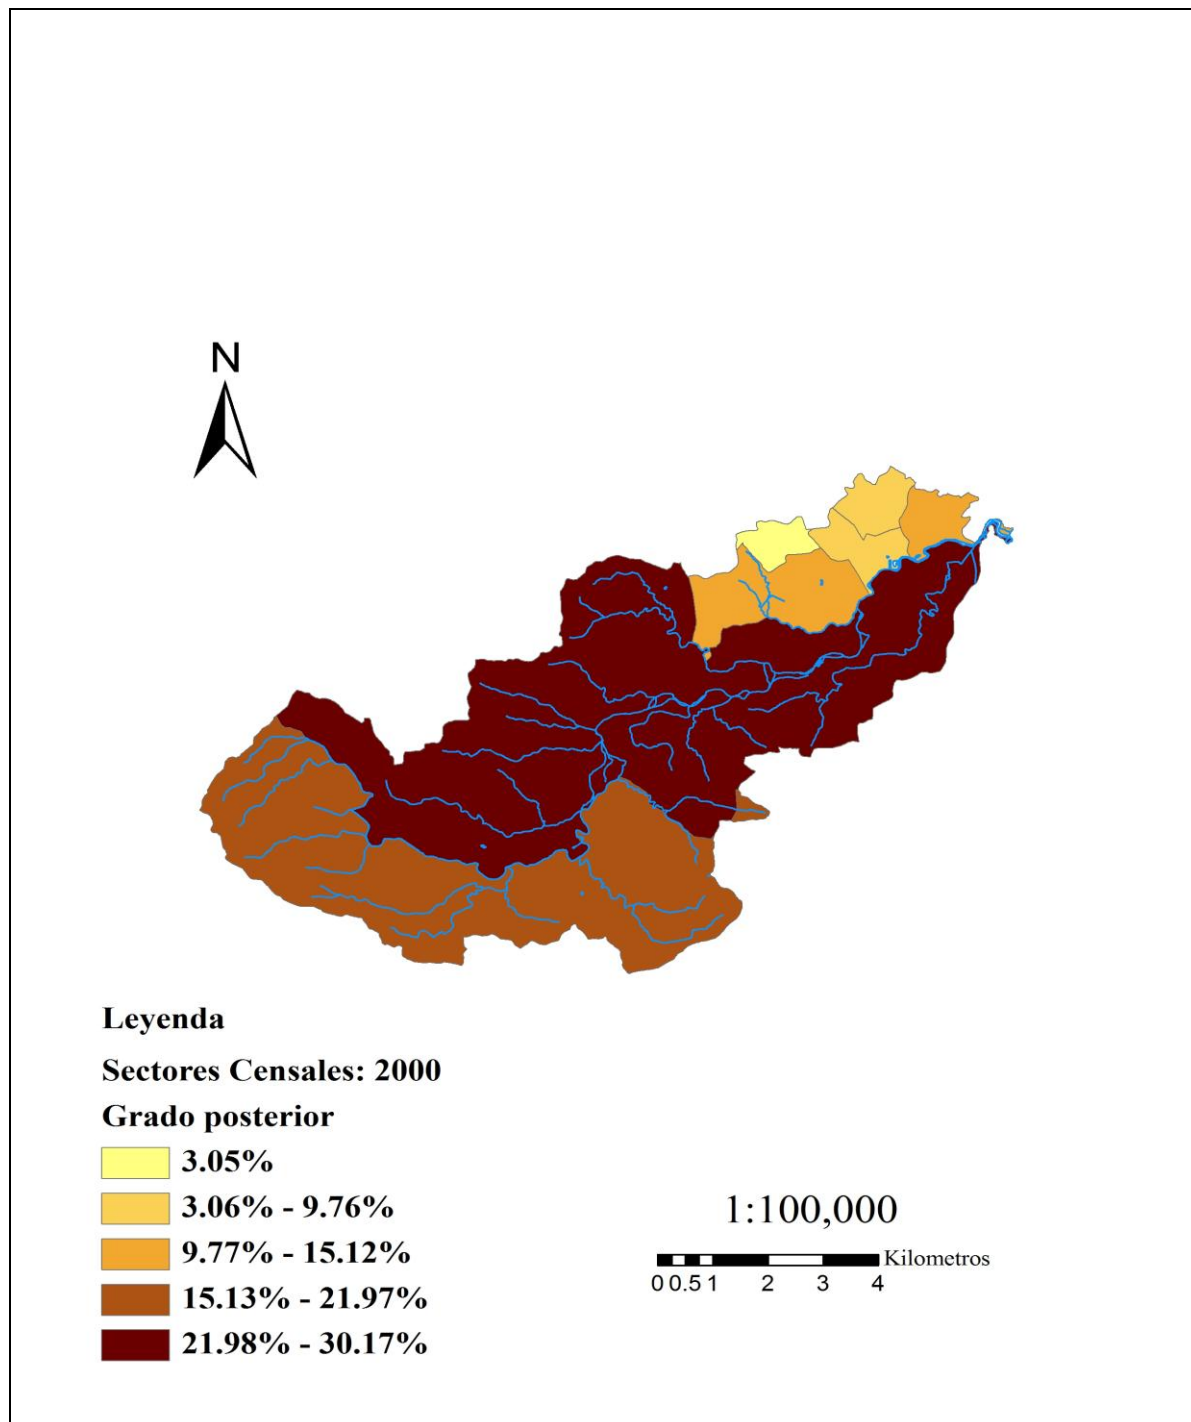 N
Leyenda
Sectores Censales: 2000
Grado posterior
3.05%
3.06% - 9.76%
9.77% - 15.12%
15.13% - 21.97%
21.98% - 30.17%
1:100,000
Kilometros
0 0.5 1 2 3 4